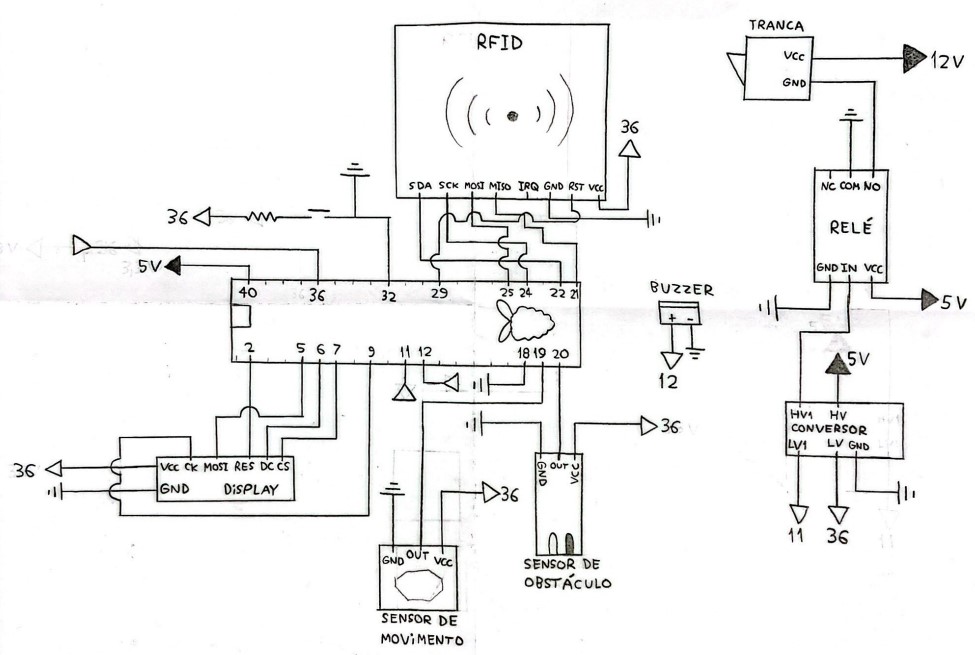 TRANCA
VCC
GND
12V
RFID
SDA SCK MOSI MISO IRQ GND RST VCC
36
NC COM NO
RELÉ
GND IN VCC
5V
36
5V
40 36 32 29 25 24 22 21
2 5 6 7 9 11 12 18 19 20
BUZZER
+ -
12
5V
HV1 HV
CONVERSOR
LV1 LV GND
11 36
36
VCC CK MOSI RES DC CS
GND DiSPLAY
GND OUT VCC
36
SENSOR DE
OBSTÁCULO
GND OUT VCC
36
SENSOR DE
MOViMENTO